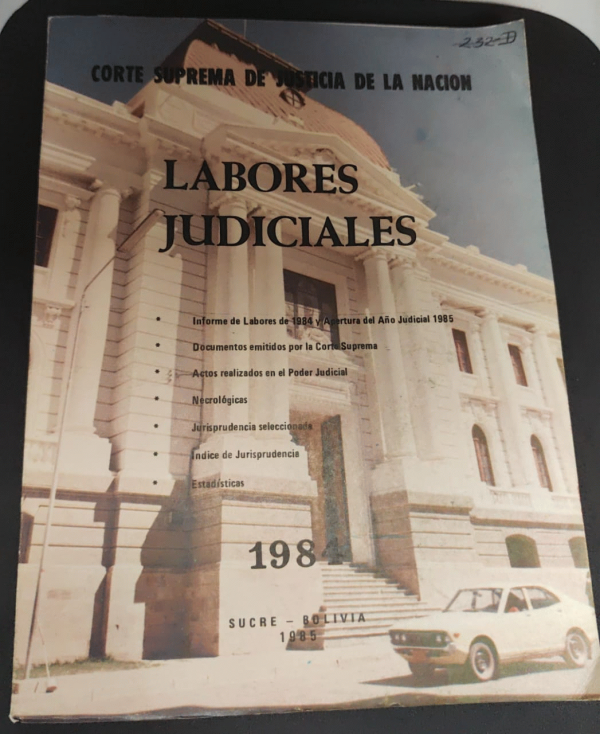 232-D
CORTE SUPREMA DE JUSTICIA DE LA NACION
LABORES
JUDICIALES
• Informe de Labores de 1984 y Apertura del Año Judicial 1985
• Documentos emitidos por la Corte Suprema
• Actos realizados en el Poder Judicial
• Necrológicas
• Jurisprudencia seleccionada
• Indice de Jurisprudencia
• Estadísticas
1984
SUCRE – BOLIVIA
1985